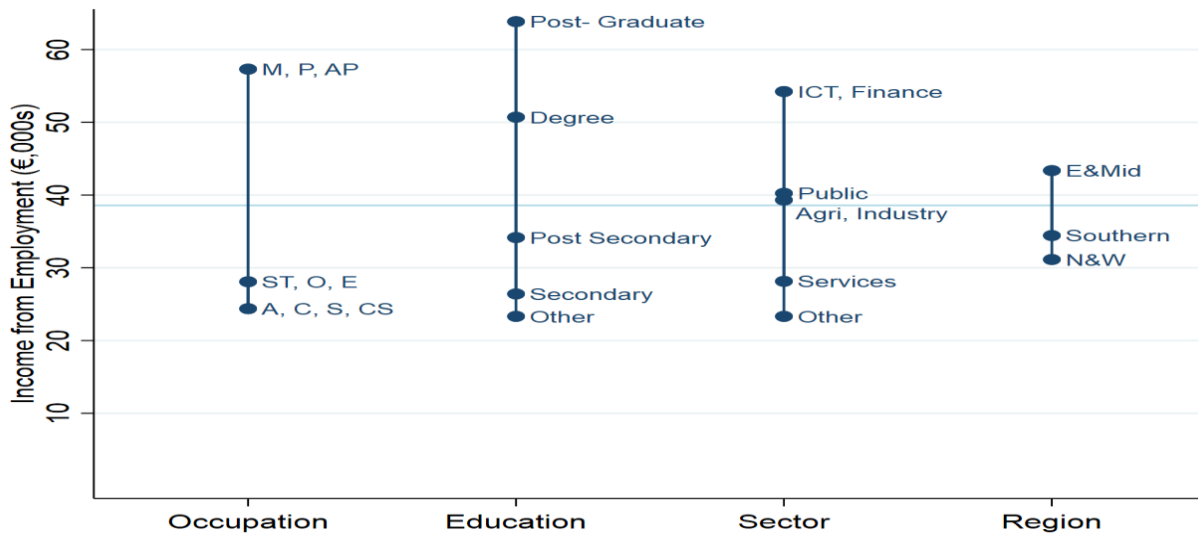 Income from Employment (€,000s)
60
50
40
30
20
10
M, P, AP
ST, O, E
A, C, S, CS
Post- Graduate
Degree
Post Secondary
Secondary
Other
ICT, Finance
Public
Agri, Industry
Services
Other
E&Mid
Southern
N&W
Occupation
Education
Sector
Region